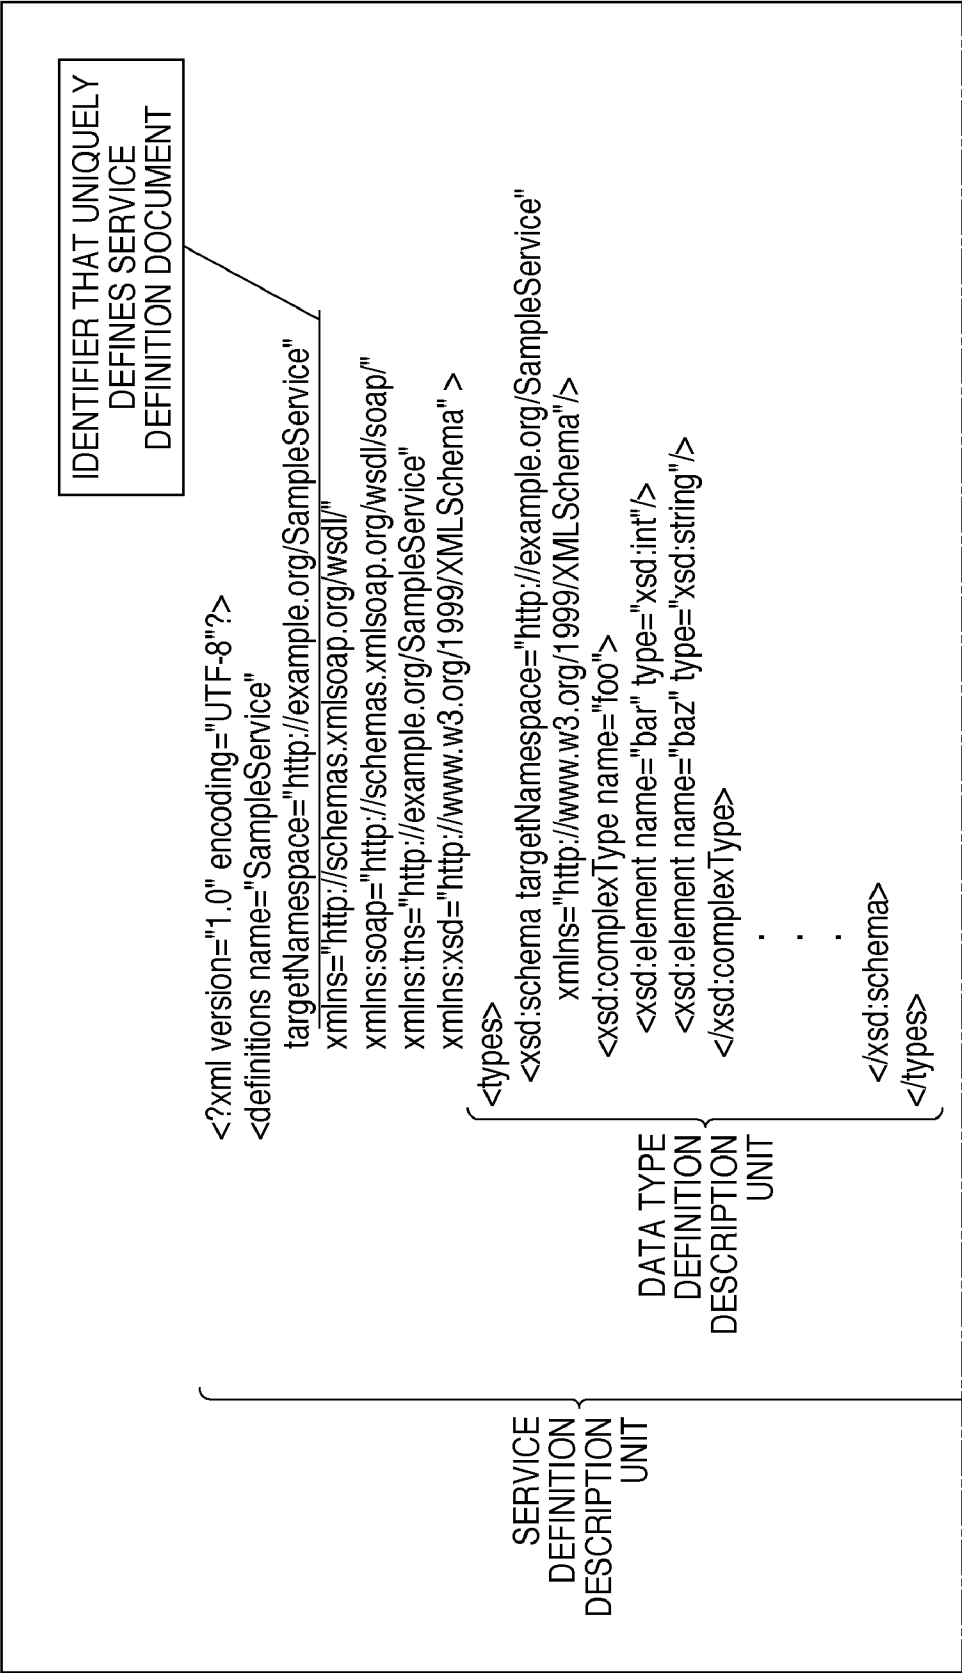 IDENTIFIER THAT UNIQUELY
DEFINES SERVICE
DEFINITION DOCUMENT
<?xml version="1.0" encoding="UTF-8"?>
<definitions name="SampleService"
targetNamespace="http://example.org/SampleService"
xmlns="http://schemas.xmlsoap.org/wsdl/"
xmlns:soap="http://schemas.xmlsoap.org/wsdl/soap/"
xmlns:tns="http://example.org/SampleService"
xmlns:xsd="http://www.w3.org/1999/XMLSchema" >
<types>
<xsd:schema targetNamespace="http://example.org/SampleService"
xmlns="http://www.w3.org/1999/XMLSchema"/>
<xsd:complexType name="foo">
<xsd:element name="bar" type="xsd:int"/>
<xsd:element name="baz" type="xsd:string"/>
</xsd:complexType>
.
.
.
</xsd:schema>
</types>
DATA TYPE
DEFINITION
DESCRIPTION
UNIT
SERVICE
DEFINITION
DESCRIPTION
UNIT